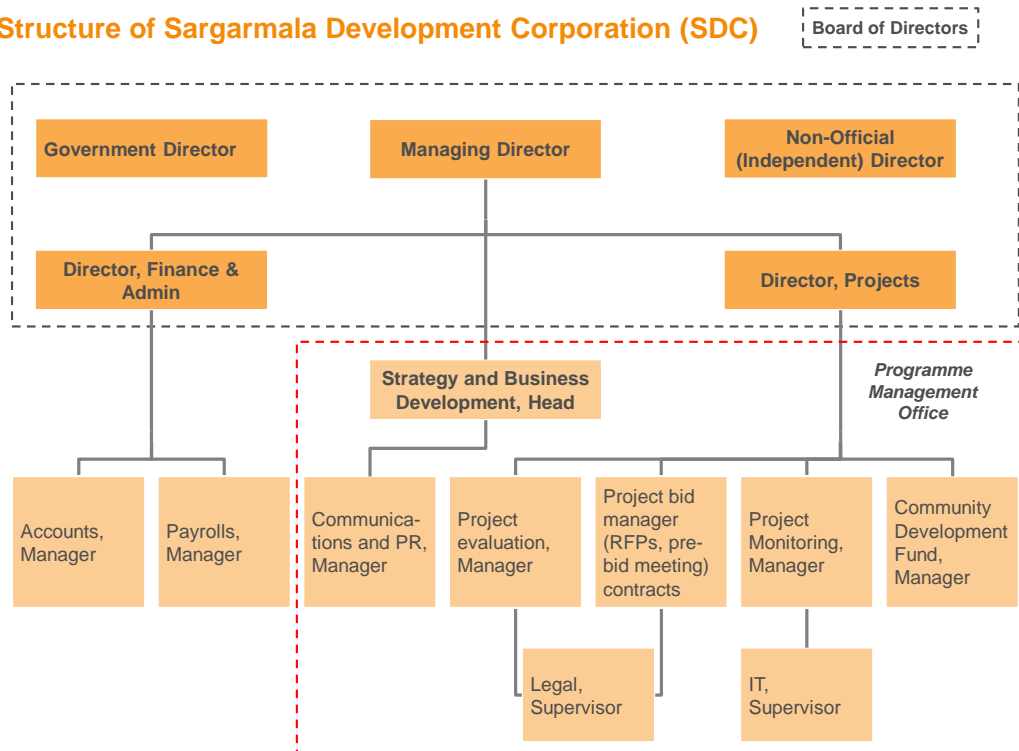 Structure of Sargarmala Development Corporation (SDC)
Board of Directors
Government Director
Managing Director
Non-Official
(Independent) Director
Director, Finance &
Admin
Director, Projects
Strategy and Business
Development, Head
Programme
Management
Office
Accounts,
Manager
Payrolls,
Manager
Communica-
tions and PR,
Manager
Project
evaluation,
Manager
Project bid
manager
(RFPs, pre-
bid meeting)
contracts
Project
Monitoring,
Manager
Community
Development
Fund,
Manager
Legal,
Supervisor
IT,
Supervisor